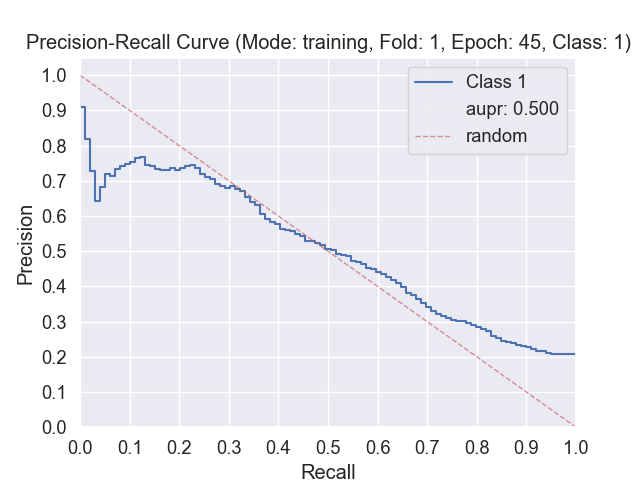 Precision-Recall Curve (Mode: training, Fold: 1, Epoch: 45, Class: 1)
Class 1
aupr: 0.500
random
Precision
1.0
0.9
0.8
0.7
0.6
0.5
0.4
0.3
0.2
0.1
0.0
0.0 0.1 0.2 0.3 0.4 0.5 0.6 0.7 0.8 0.9 1.0
Recall